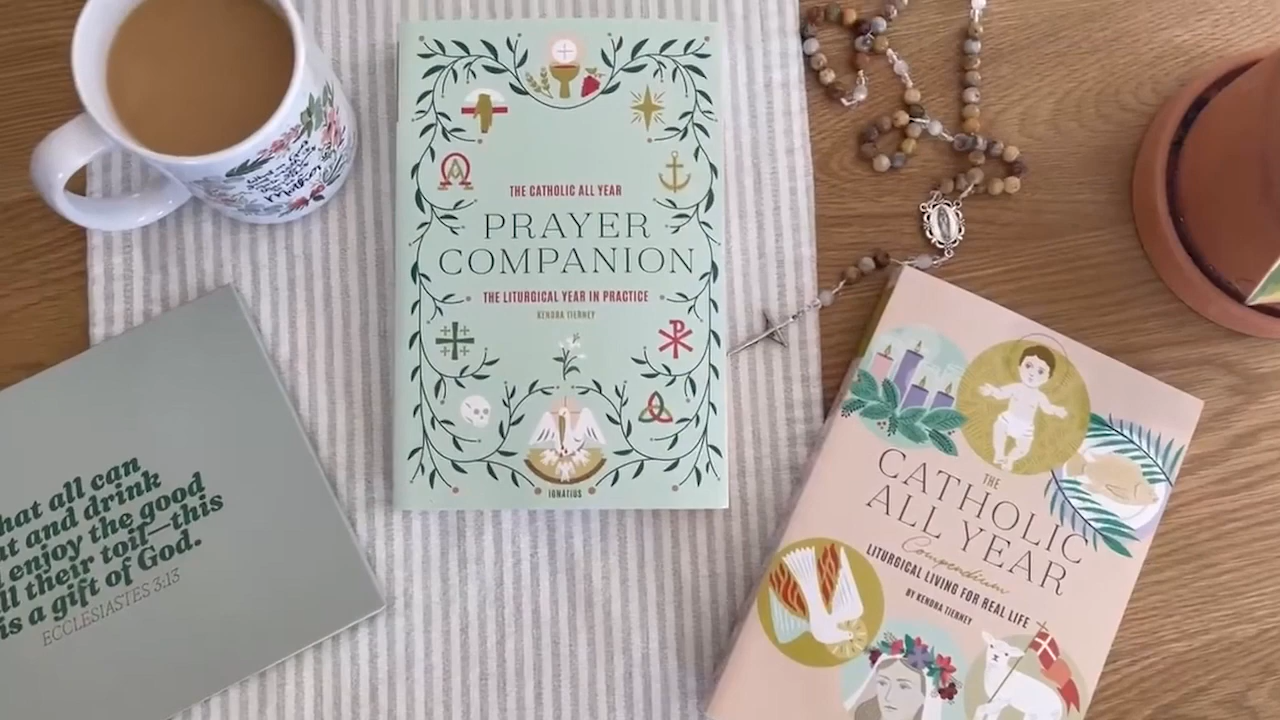 THE CATHOLIC ALL YEAR
PRAYER
COMPANION
THE LITURGICAL YEAR IN PRACTICE
KENDRA TIERNEY
IGNATIUS
hat all can
and drink
enjoy the good
their toil—this
is a gift of God.
ECCLESIASTES 3:13
THE
CATHOLIC
ALL YEAR
Compendium
LITURGICAL LIVING FOR REAL LIFE
BY KENDRA TIERNEY